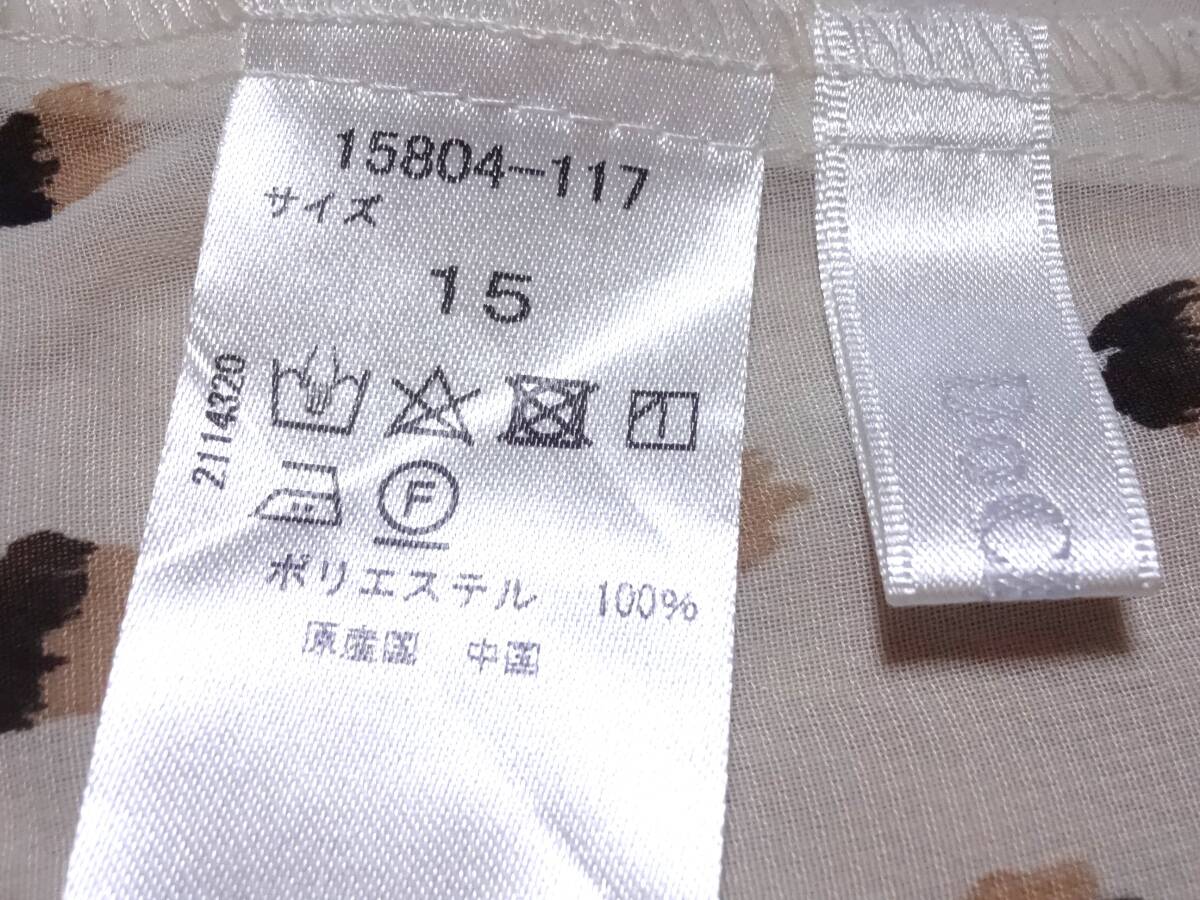 15804-117
サイズ
15
2114320
F
ポリエステル 100%
原産国 中国